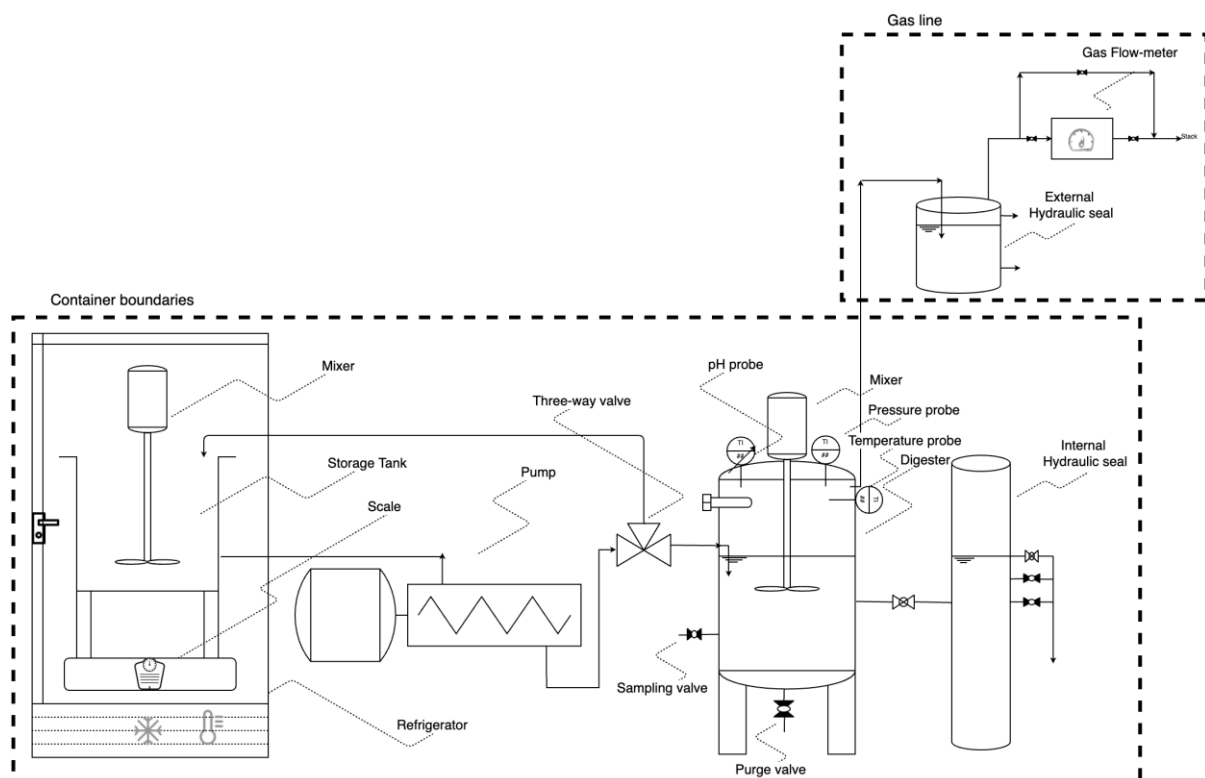 Gas line
Gas Flow-meter
Stack
External
Hydraulic seal
Container boundaries
Mixer
pH probe
Mixer
Three-way valve
Pressure probe
Temperature probe
Digester
Internal
Hydraulic seal
Storage Tank
Pump
Scale
TI
##
TI
##
TI
##
Sampling valve
Refrigerator
Purge valve